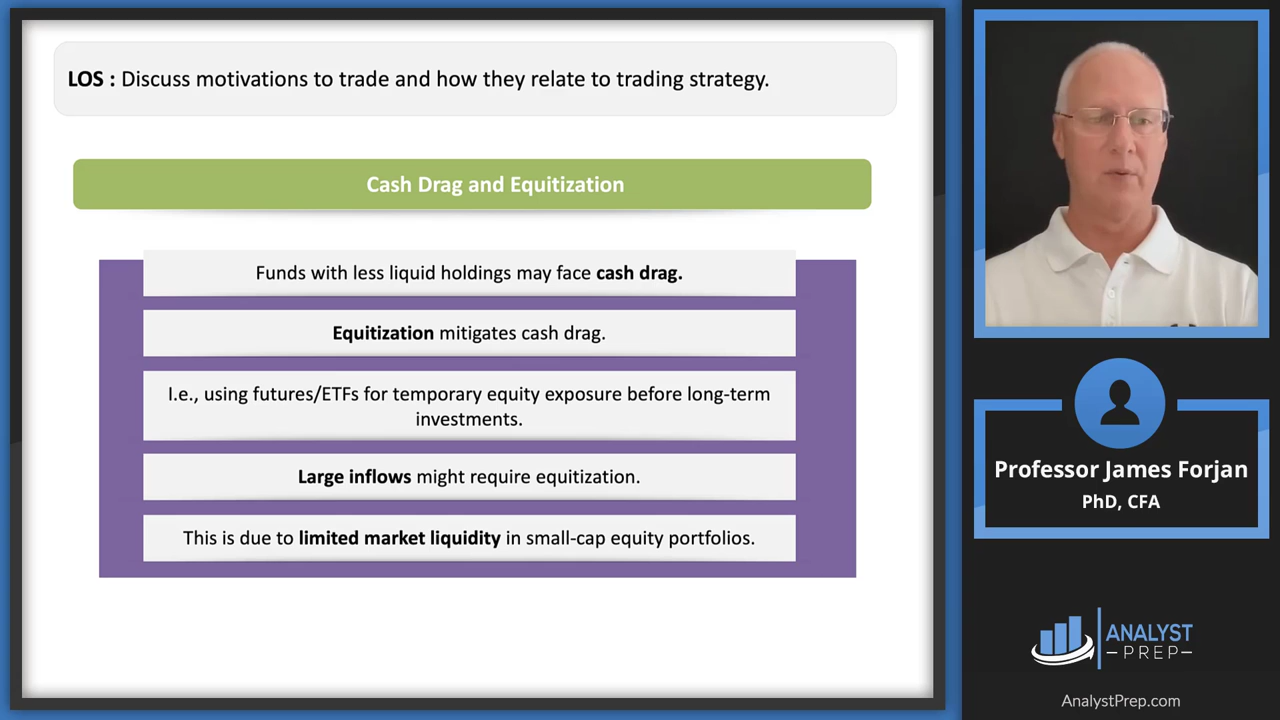 LOS : Discuss motivations to trade and how they relate to trading strategy.
Cash Drag and Equitization
Funds with less liquid holdings may face cash drag.
Equitization mitigates cash drag.
I.e., using futures/ETFs for temporary equity exposure before long-term
investments.
Large inflows might require equitization.
This is due to limited market liquidity in small-cap equity portfolios.
Professor James Forjan
PhD, CFA
ANALYST
PREP
AnalystPrep.com